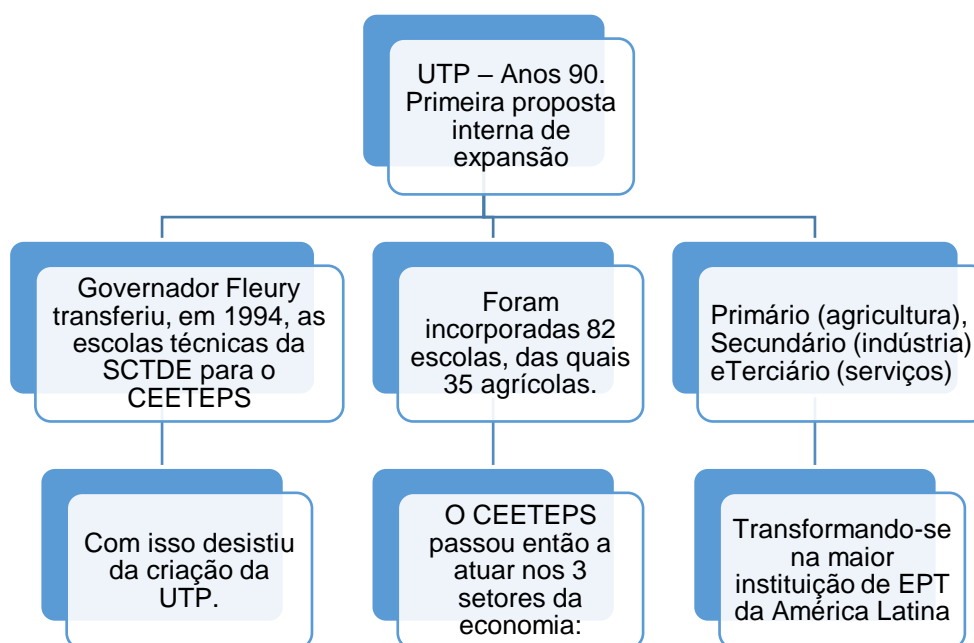 UTP – Anos 90.
Primeira proposta
interna de
expansão
Governador Fleury
transferiu, em 1994, as
escolas técnicas da
SCTDE para o
CEETEPS
Foram
incorporadas 82
escolas, das quais
35 agrícolas.
Primário (agricultura),
Secundário (indústria)
eTerciário (serviços)
Com isso desistiu
da criação da
UTP.
O CEETEPS
passou então a
atuar nos 3
setores da
economia:
Transformando-se
na maior
instituição de EPT
da América Latina